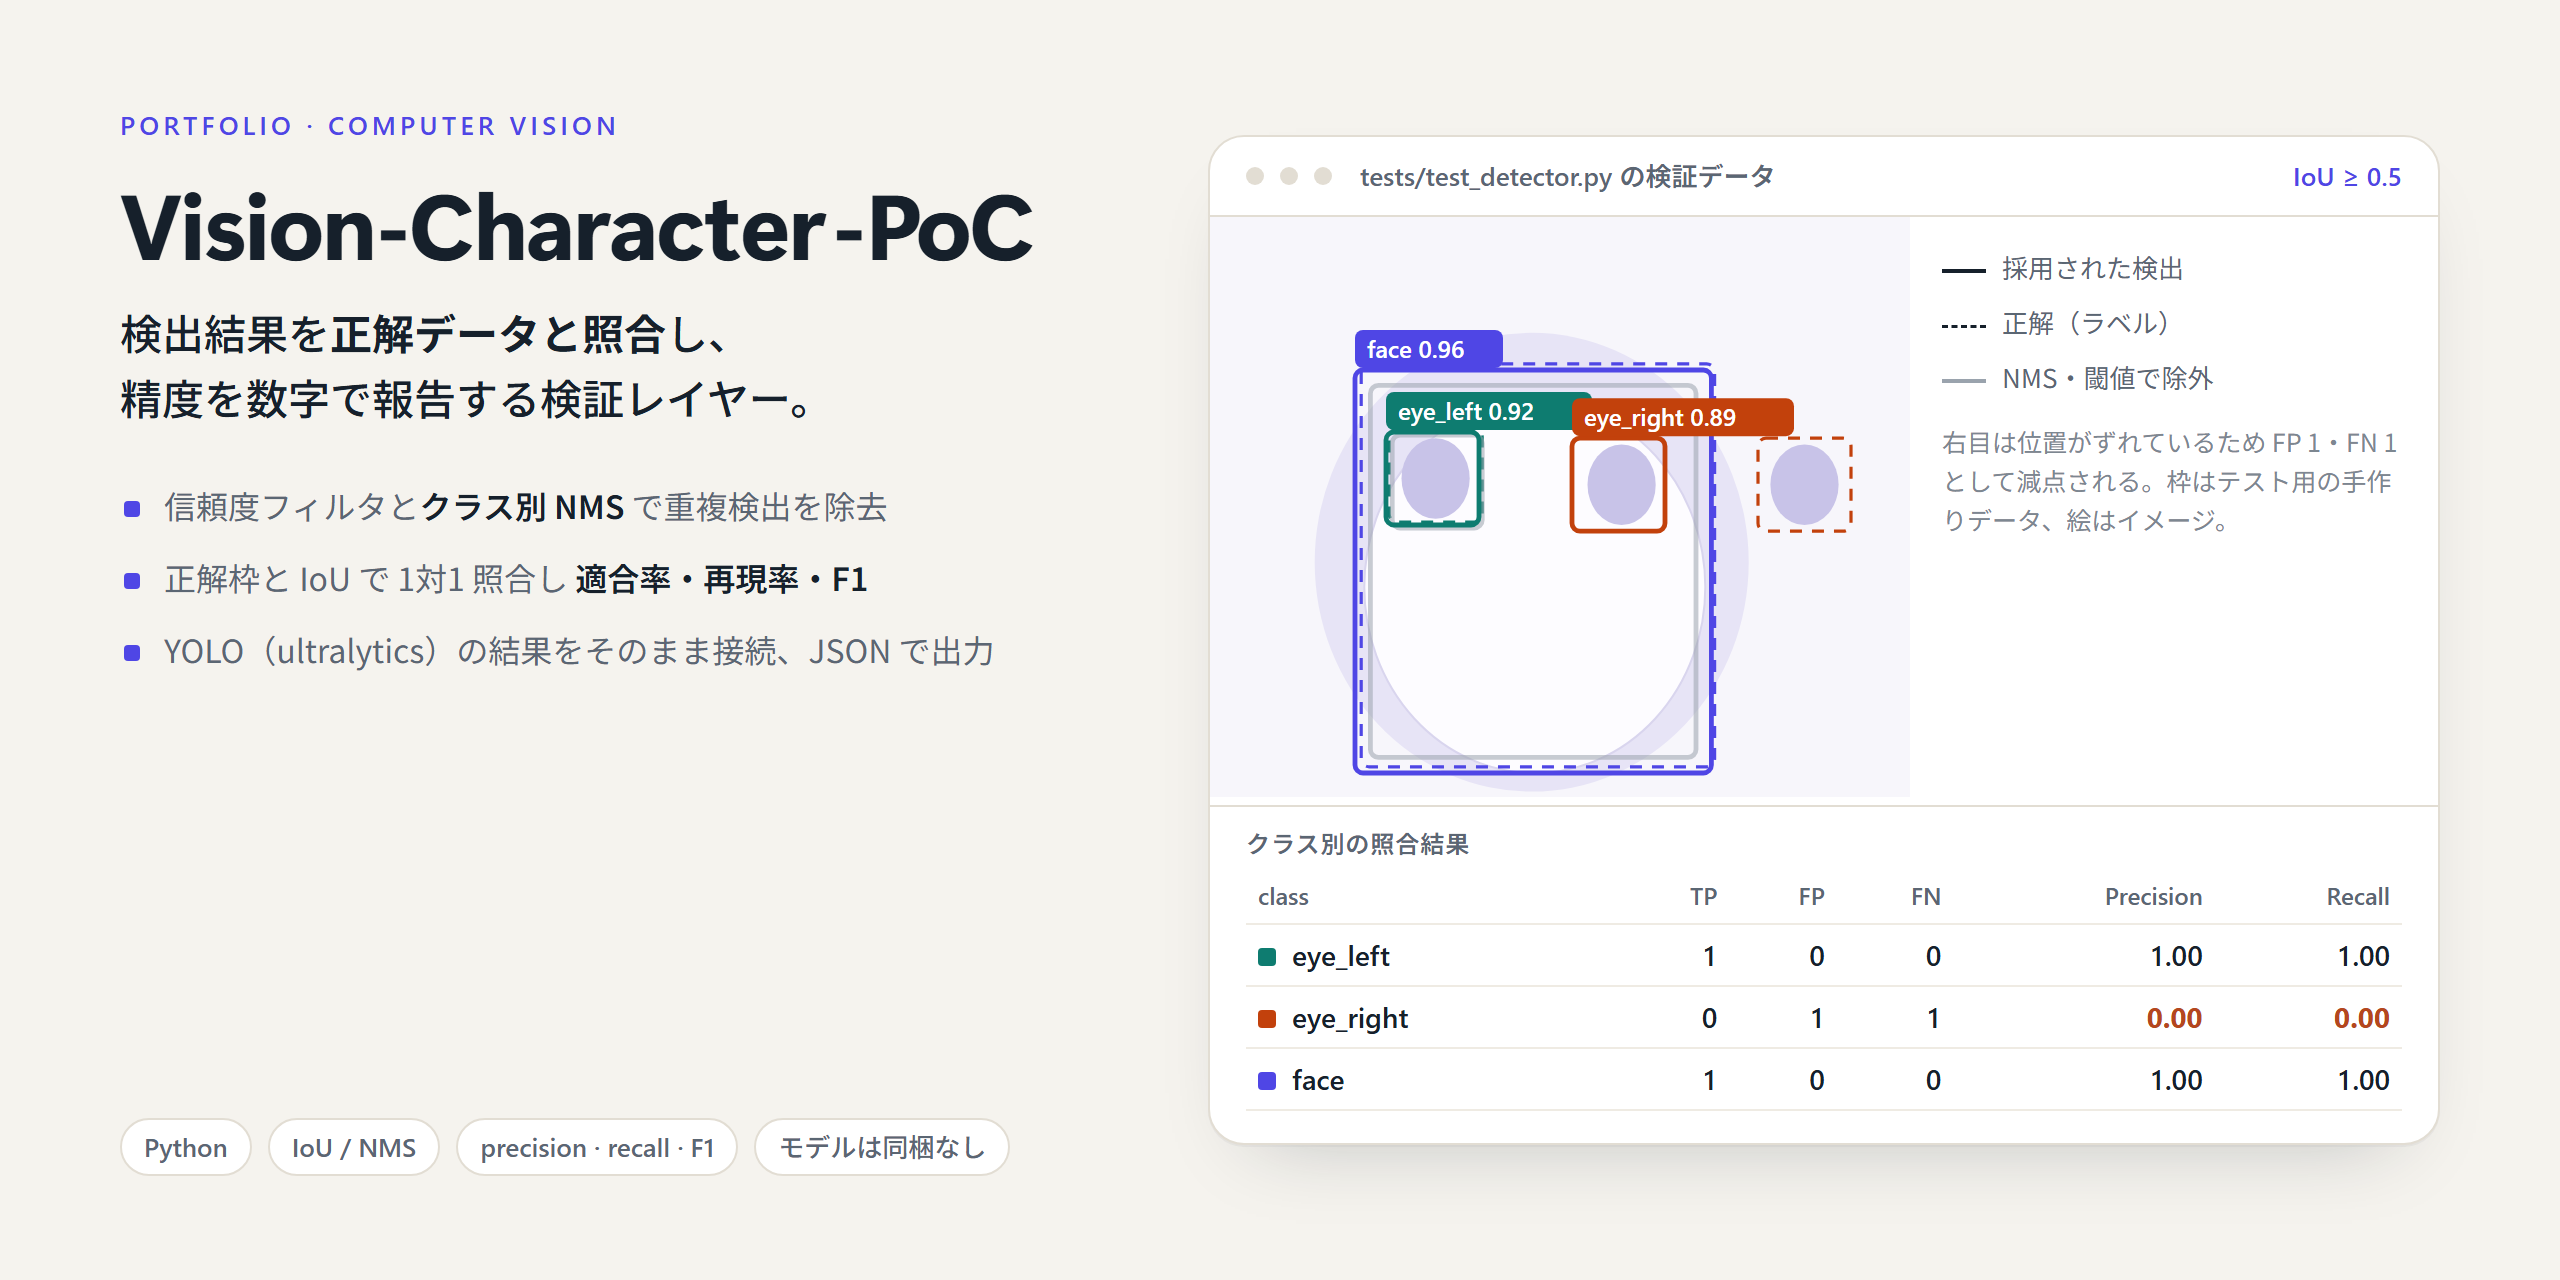 PORTFOLIO · COMPUTER VISION
Vision-Character-PoC
検出結果を正解データと照合し、
精度を数字で報告する検証レイヤー。
信頼度フィルタとクラス別 NMS で重複検出を除去
正解枠と IoU で 1対1 照合し 適合率・再現率・F1
YOLO（ultralytics）の結果をそのまま接続、JSON で出力
Python
IoU / NMS
precision · recall · F1
モデルは同梱なし
tests/test_detector.py の検証データ
IoU ≥ 0.5
face 0.96
eye_left 0.92
eye_right 0.89
採用された検出
正解（ラベル）
NMS・閾値で除外
右目は位置がずれているため FP 1・FN 1
として減点される。枠はテスト用の手作
りデータ、絵はイメージ。
クラス別の照合結果
class TP FP FN Precision Recall
eye_left 1 0 0 1.00 1.00
eye_right 0 1 1 0.00 0.00
face 1 0 0 1.00 1.00